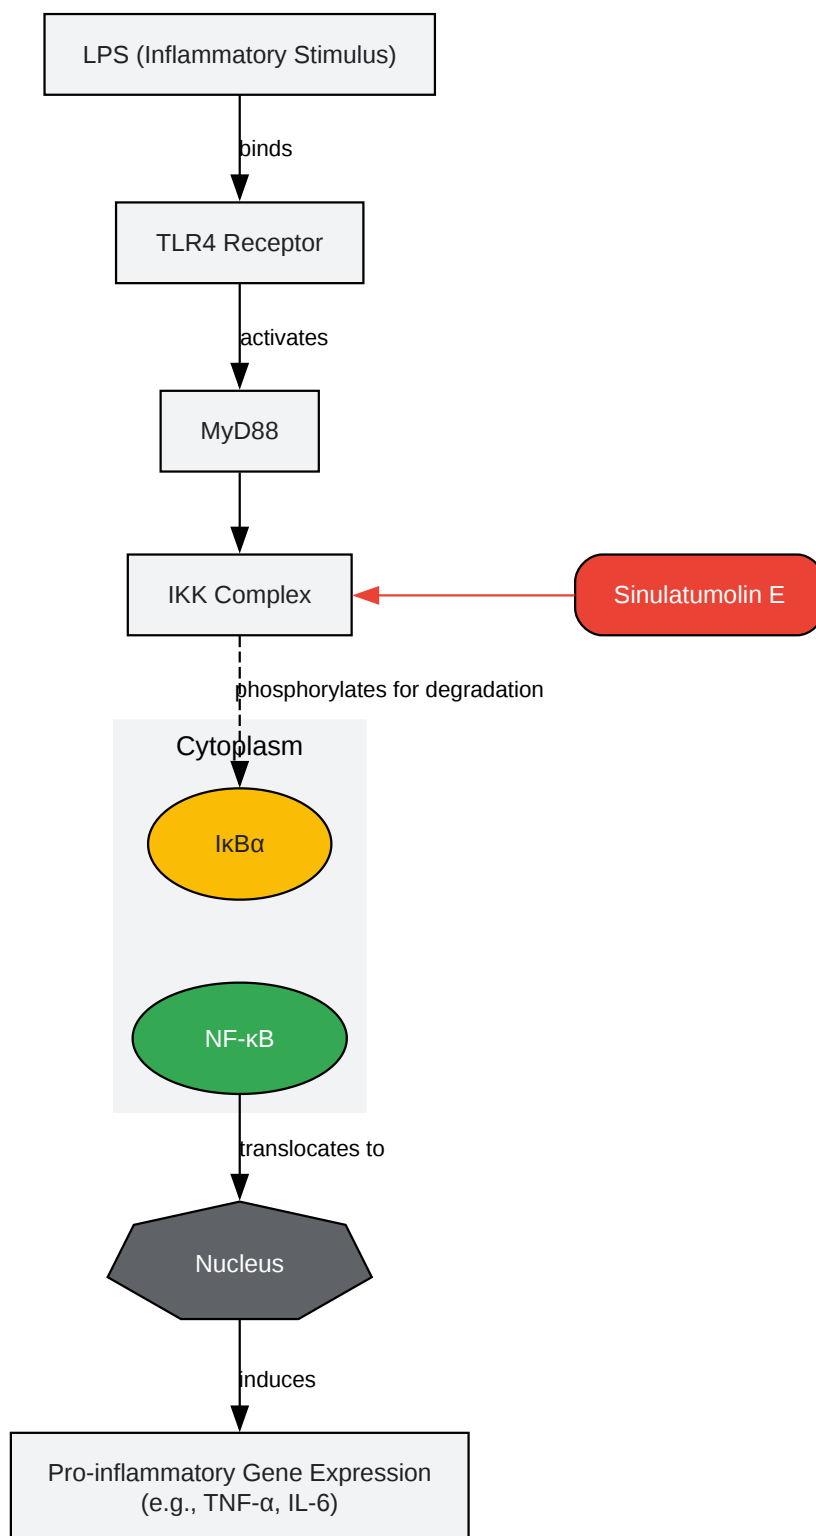 LPS (Inflammatory Stimulus)
binds
TLR4 Receptor
activates
MyD88
IKK Complex
Sinulatumolin E
phosphorylates for degradation
Cytoplasm
IκBα
NF-κB
translocates to
Nucleus
induces
Pro-inflammatory Gene Expression
(e.g., TNF-α, IL-6)